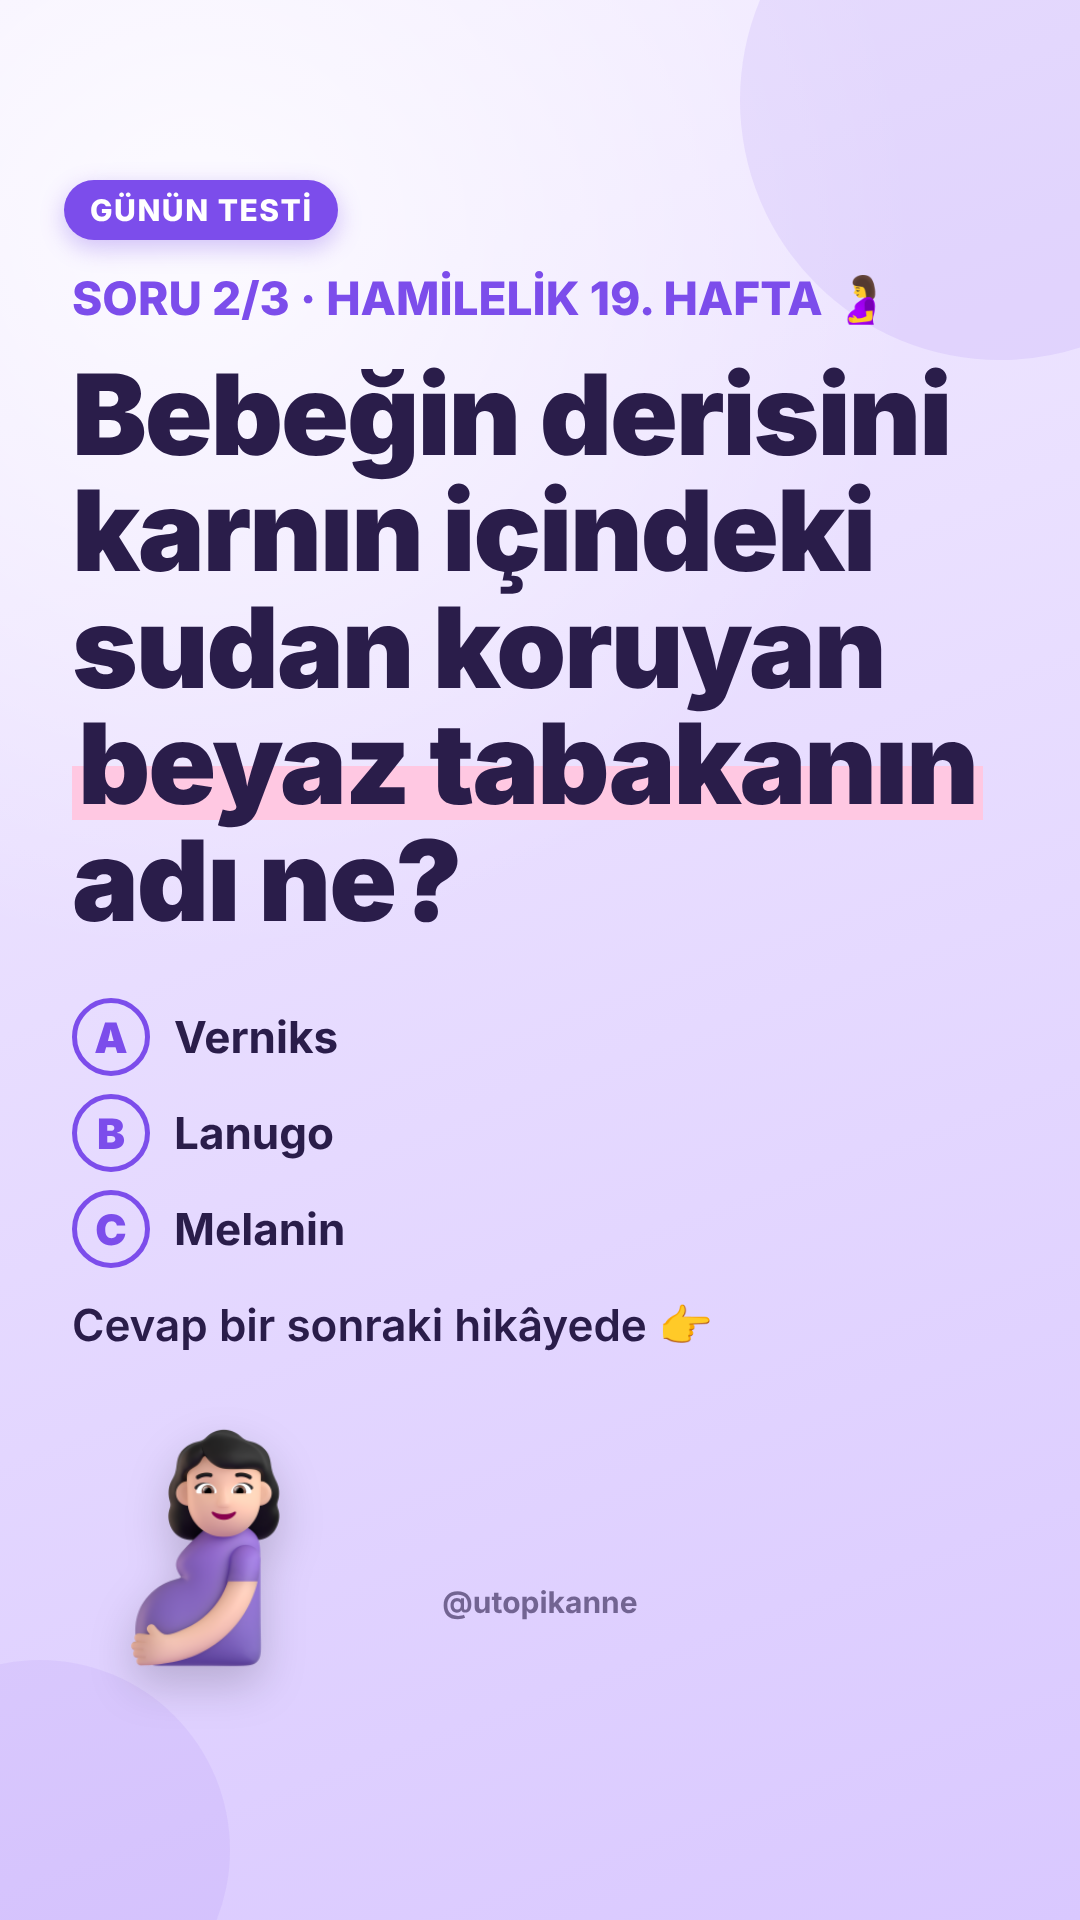 GÜNÜN TESTİ
SORU 2/3 · HAMİLELİK 19. HAFTA 🤰
Bebeğin derisini
karnın içindeki
sudan koruyan
beyaz tabakanın
adı ne?
A Verniks
B Lanugo
C Melanin
Cevap bir sonraki hikâyede 👉
@utopikanne